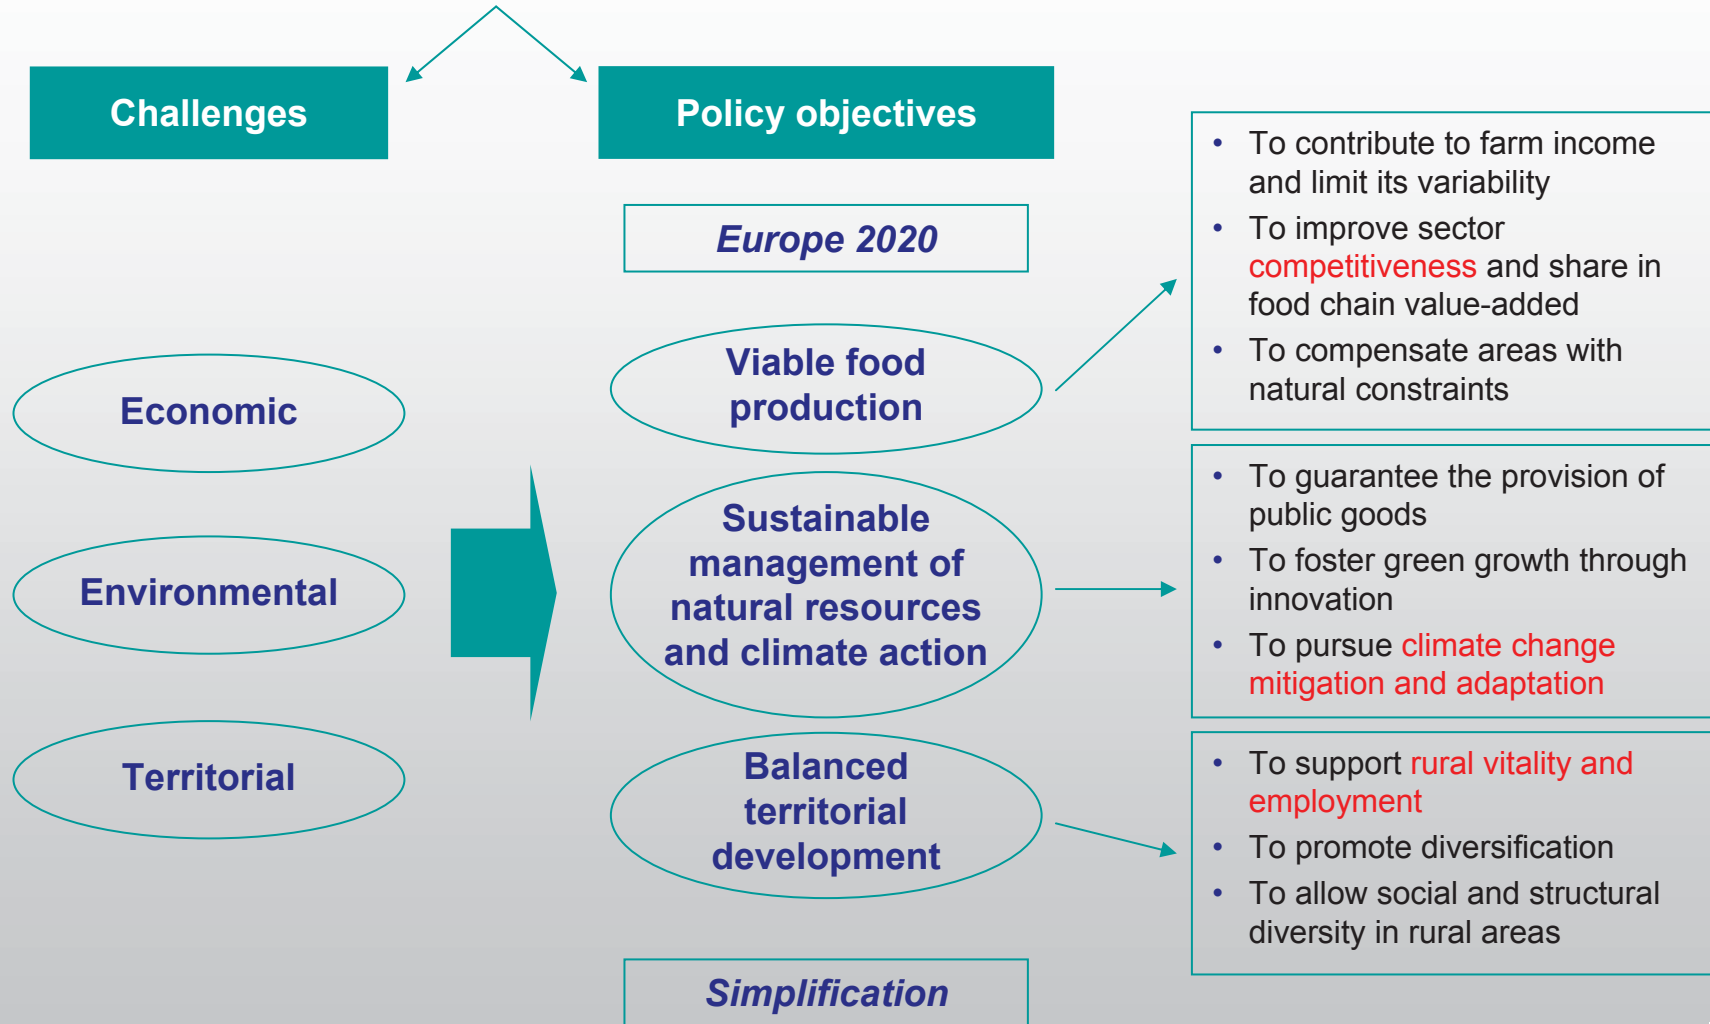 Challenges
Policy objectives
Europe 2020
Economic
Environmental
Territorial
Viable food
production
Sustainable
management of
natural resources
and climate action
Balanced
territorial
development
Simplification
• To contribute to farm income
and limit its variability
• To improve sector
competitiveness and share in
food chain value-added
• To compensate areas with
natural constraints
• To guarantee the provision of
public goods
• To foster green growth through
innovation
• To pursue climate change
mitigation and adaptation
• To support rural vitality and
employment
• To promote diversification
• To allow social and structural
diversity in rural areas